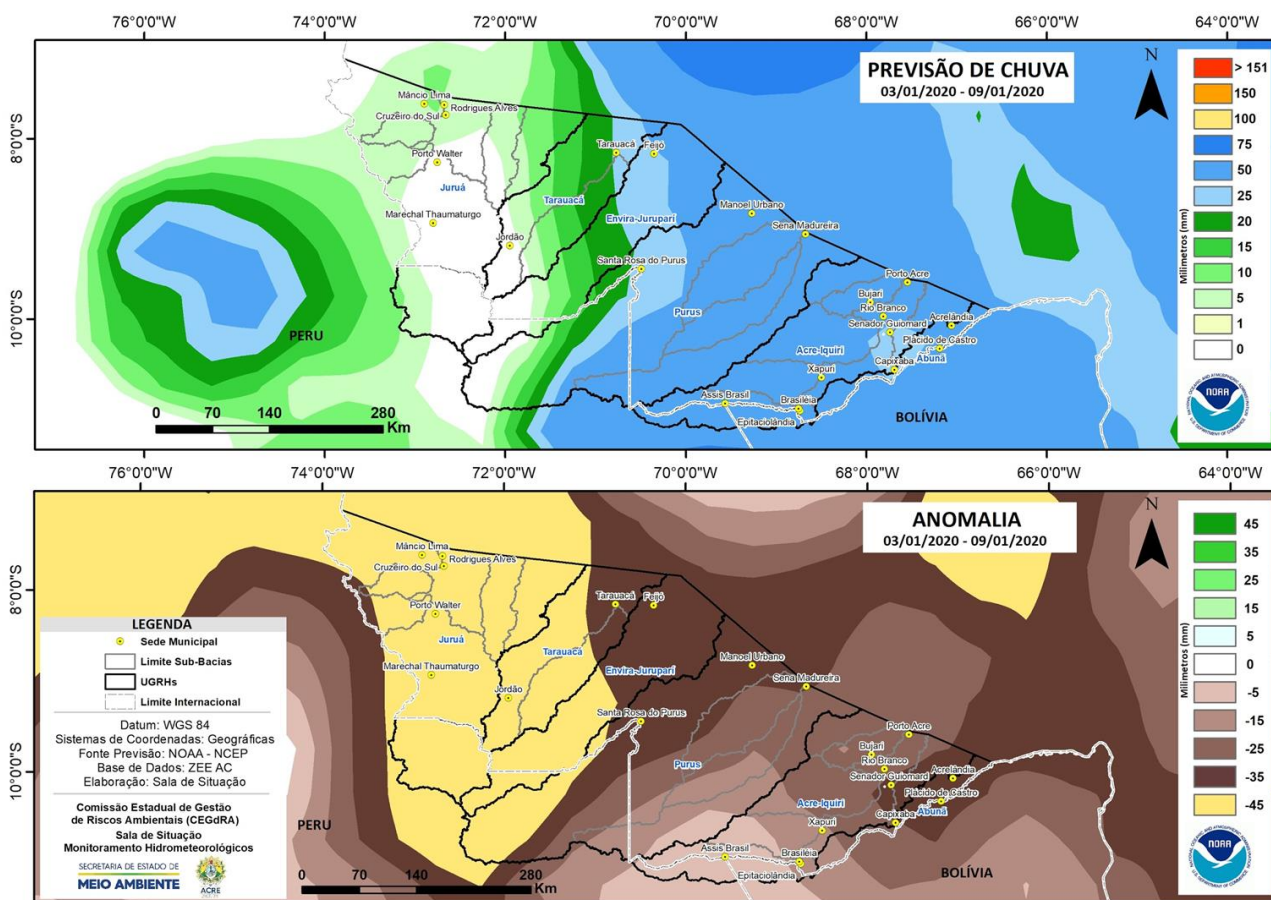 76°0'0"W 74°0'0"W 72°0'0"W 70°0'0"W 68°0'0"W 66°0'0"W 64°0'0"W
N
PREVISÃO DE CHUVA
03/01/2020 - 09/01/2020
> 151
150
100
75
50
25
20
15
10
5
1
0
Milimetros (mm)
8°0'0"S
10°0'0"S
Mâncio Lima
Rodrigues Alves
Cruzeiro do Sul
Porto Walter
Juruá
Marechal Thaumaturgo
Jordão
Tarauacá
Feijó
Tarauacá
Envira-Jurupari
Manoel Urbano
Sena Madureira
Santa Rosa do Purus
Purus
Porto Acre
Bujari
Rio Branco
Senador Guiomard
Acrelândia
Plácido de Castro
Abunã
Acre-Iquiri
Capixaba
Xapuri
Assis Brasil
Brasiléia
Epitaciolândia
PERU
BOLÍVIA
0 70 140 280
Km
NOAA
76°0'0"W 74°0'0"W 72°0'0"W 70°0'0"W 68°0'0"W 66°0'0"W 64°0'0"W
N
ANOMALIA
03/01/2020 - 09/01/2020
45
35
25
15
5
0
-5
-15
-25
-35
-45
Milimetros (mm)
8°0'0"S
10°0'0"S
Mâncio Lima
Rodrigues Alves
Cruzeiro do Sul
Porto Walter
Juruá
Marechal Thaumaturgo
Jordão
Tarauacá
Feijó
Tarauacá
Envira-Jurupari
Manoel Urbano
Sena Madureira
Santa Rosa do Purus
Purus
Porto Acre
Bujari
Rio Branco
Senador Guiomard
Acrelândia
Plácido de Castro
Abunã
Acre-Iquiri
Capixaba
Xapuri
Assis Brasil
Brasiléia
Epitaciolândia
PERU
BOLÍVIA
0 70 140 280
Km
NOAA
LEGENDA
Sede Municipal
Limite Sub-Bacias
UGRHs
Limite Internacional
Datum: WGS 84
Sistemas de Coordenadas: Geográficas
Fonte Previsão: NOAA - NCEP
Base de Dados: ZEE AC
Elaboração: Sala de Situação
Comissão Estadual de Gestão
de Riscos Ambientais (CEGdRA)
Sala de Situação
Monitoramento Hidrometeorológicos
SECRETARIA DE ESTADO DE
MEIO AMBIENTE
ACRE